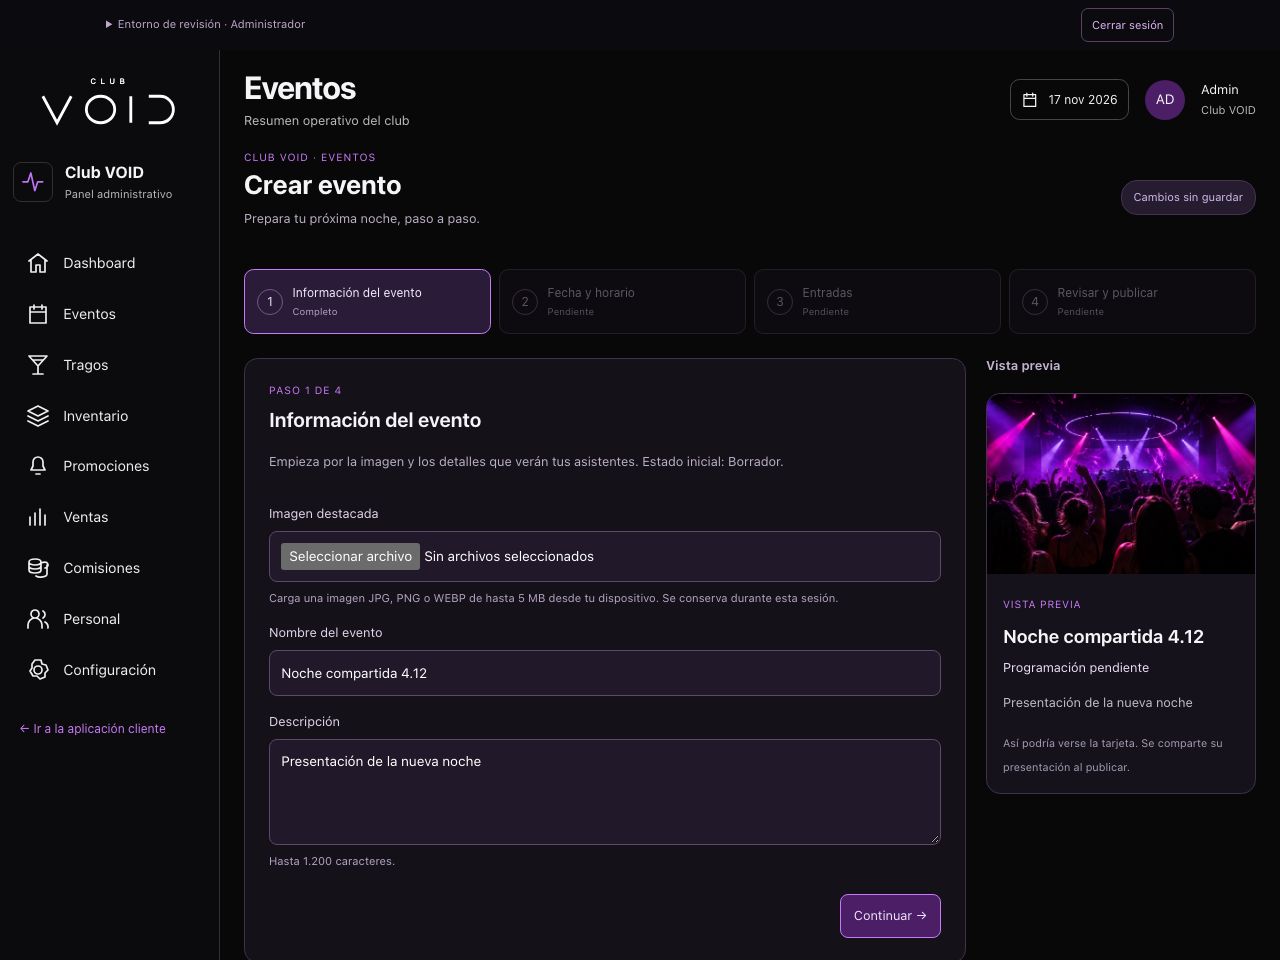 ▶ Entorno de revisión · Administrador
Cerrar sesión
CLUB
VOID
Club VOID
Panel administrativo
Dashboard
Eventos
Tragos
Inventario
Promociones
Ventas
Comisiones
Personal
Configuración
← Ir a la aplicación cliente
Eventos
Resumen operativo del club
17 nov 2026
AD
Admin
Club VOID
CLUB VOID · EVENTOS
Crear evento
Prepara tu próxima noche, paso a paso.
Cambios sin guardar
1
Información del evento
Completo
2
Fecha y horario
Pendiente
3
Entradas
Pendiente
4
Revisar y publicar
Pendiente
PASO 1 DE 4
Información del evento
Empieza por la imagen y los detalles que verán tus asistentes. Estado inicial: Borrador.
Imagen destacada
Seleccionar archivo Sin archivos seleccionados
Carga una imagen JPG, PNG o WEBP de hasta 5 MB desde tu dispositivo. Se conserva durante esta sesión.
Nombre del evento
Noche compartida 4.12
Descripción
Presentación de la nueva noche
Hasta 1.200 caracteres.
Continuar →
Vista previa
VISTA PREVIA
Noche compartida 4.12
Programación pendiente
Presentación de la nueva noche
Así podría verse la tarjeta. Se comparte su
presentación al publicar.